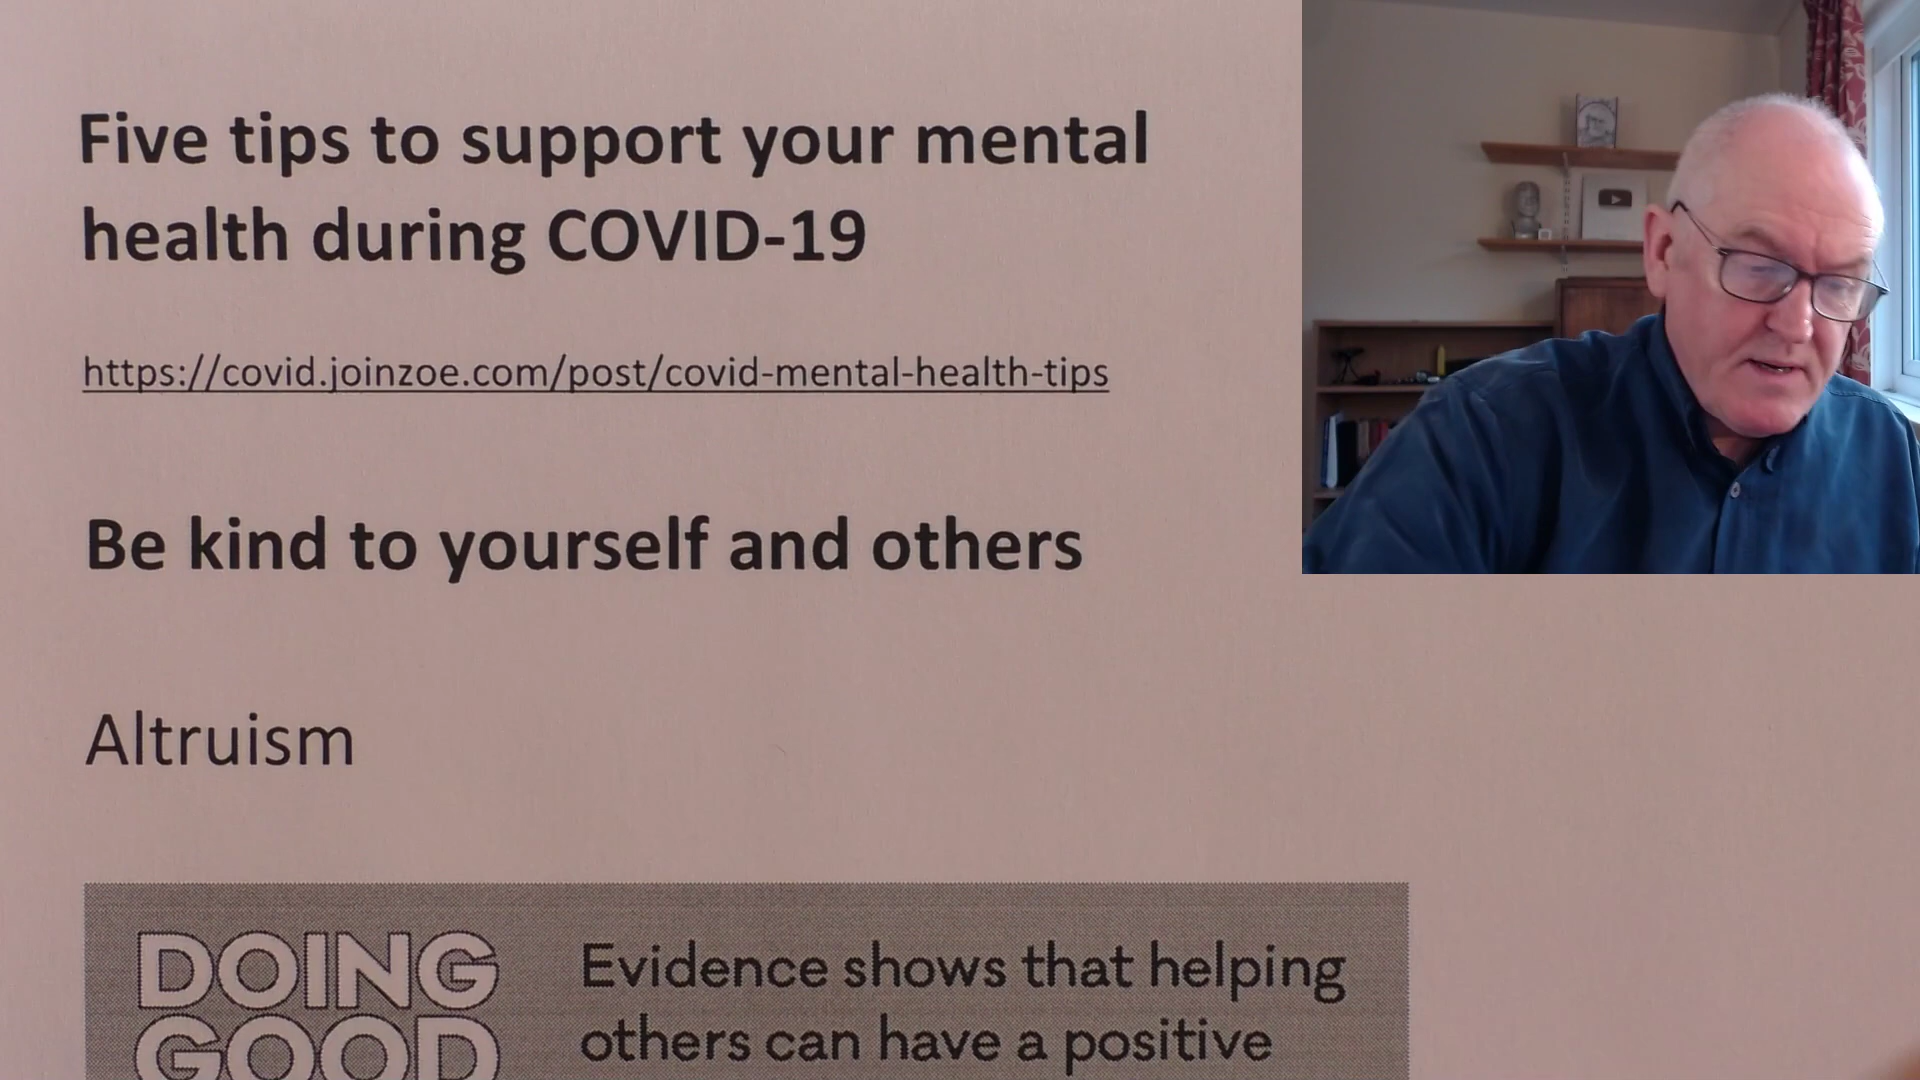 Five tips to support your mental
health during COVID-19
https://covid.joinzoe.com/post/covid-mental-health-tips
Be kind to yourself and others
Altruism
DOING
GOOD
Evidence shows that helping
others can have a positive